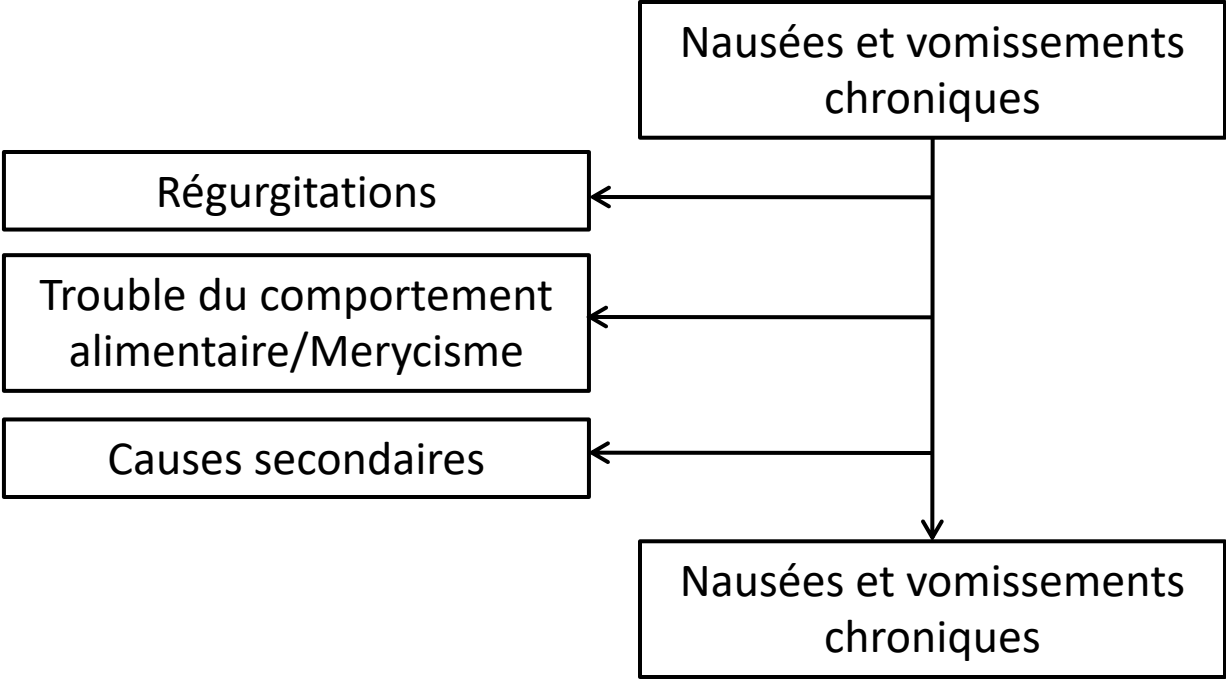 Nausées et vomissements
chroniques
Régurgitations
Trouble du comportement
alimentaire/Merycisme
Causes secondaires
Nausées et vomissements
chroniques